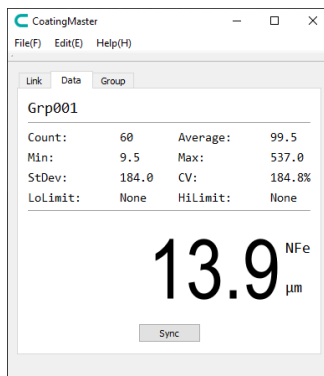 CoatingMaster
File(F) Edit(E) Help(H)
Link Data Group
Grp001
Count: 60 Average: 99.5
Min: 9.5 Max: 537.0
StDev: 184.0 CV: 184.8%
LoLimit: None HiLimit: None
13.9 NFe
μm
Sync